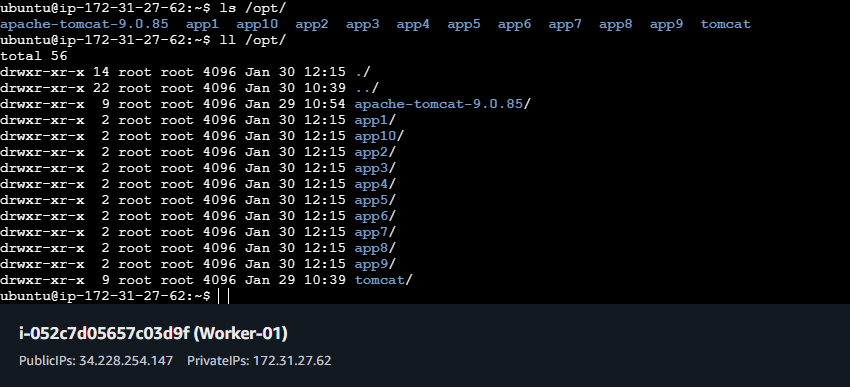 ubuntu@ip-172-31-27-62:~$ ls /opt/
apache-tomcat-9.0.85  app1  app10  app2  app3  app4  app5  app6  app7  app8  app9  tomcat
ubuntu@ip-172-31-27-62:~$ ll /opt/
total 56
drwxr-xr-x 14 root root 4096 Jan 30 12:15 ./
drwxr-xr-x 22 root root 4096 Jan 30 10:39 ../
drwxr-xr-x  9 root root 4096 Jan 29 10:54 apache-tomcat-9.0.85/
drwxr-xr-x  2 root root 4096 Jan 30 12:15 app1/
drwxr-xr-x  2 root root 4096 Jan 30 12:15 app10/
drwxr-xr-x  2 root root 4096 Jan 30 12:15 app2/
drwxr-xr-x  2 root root 4096 Jan 30 12:15 app3/
drwxr-xr-x  2 root root 4096 Jan 30 12:15 app4/
drwxr-xr-x  2 root root 4096 Jan 30 12:15 app5/
drwxr-xr-x  2 root root 4096 Jan 30 12:15 app6/
drwxr-xr-x  2 root root 4096 Jan 30 12:15 app7/
drwxr-xr-x  2 root root 4096 Jan 30 12:15 app8/
drwxr-xr-x  2 root root 4096 Jan 30 12:15 app9/
drwxr-xr-x  9 root root 4096 Jan 29 10:39 tomcat/
ubuntu@ip-172-31-27-62:~$
i-052c7d05657c03d9f (Worker-01)
PublicIPs: 34.228.254.147  PrivateIPs: 172.31.27.62